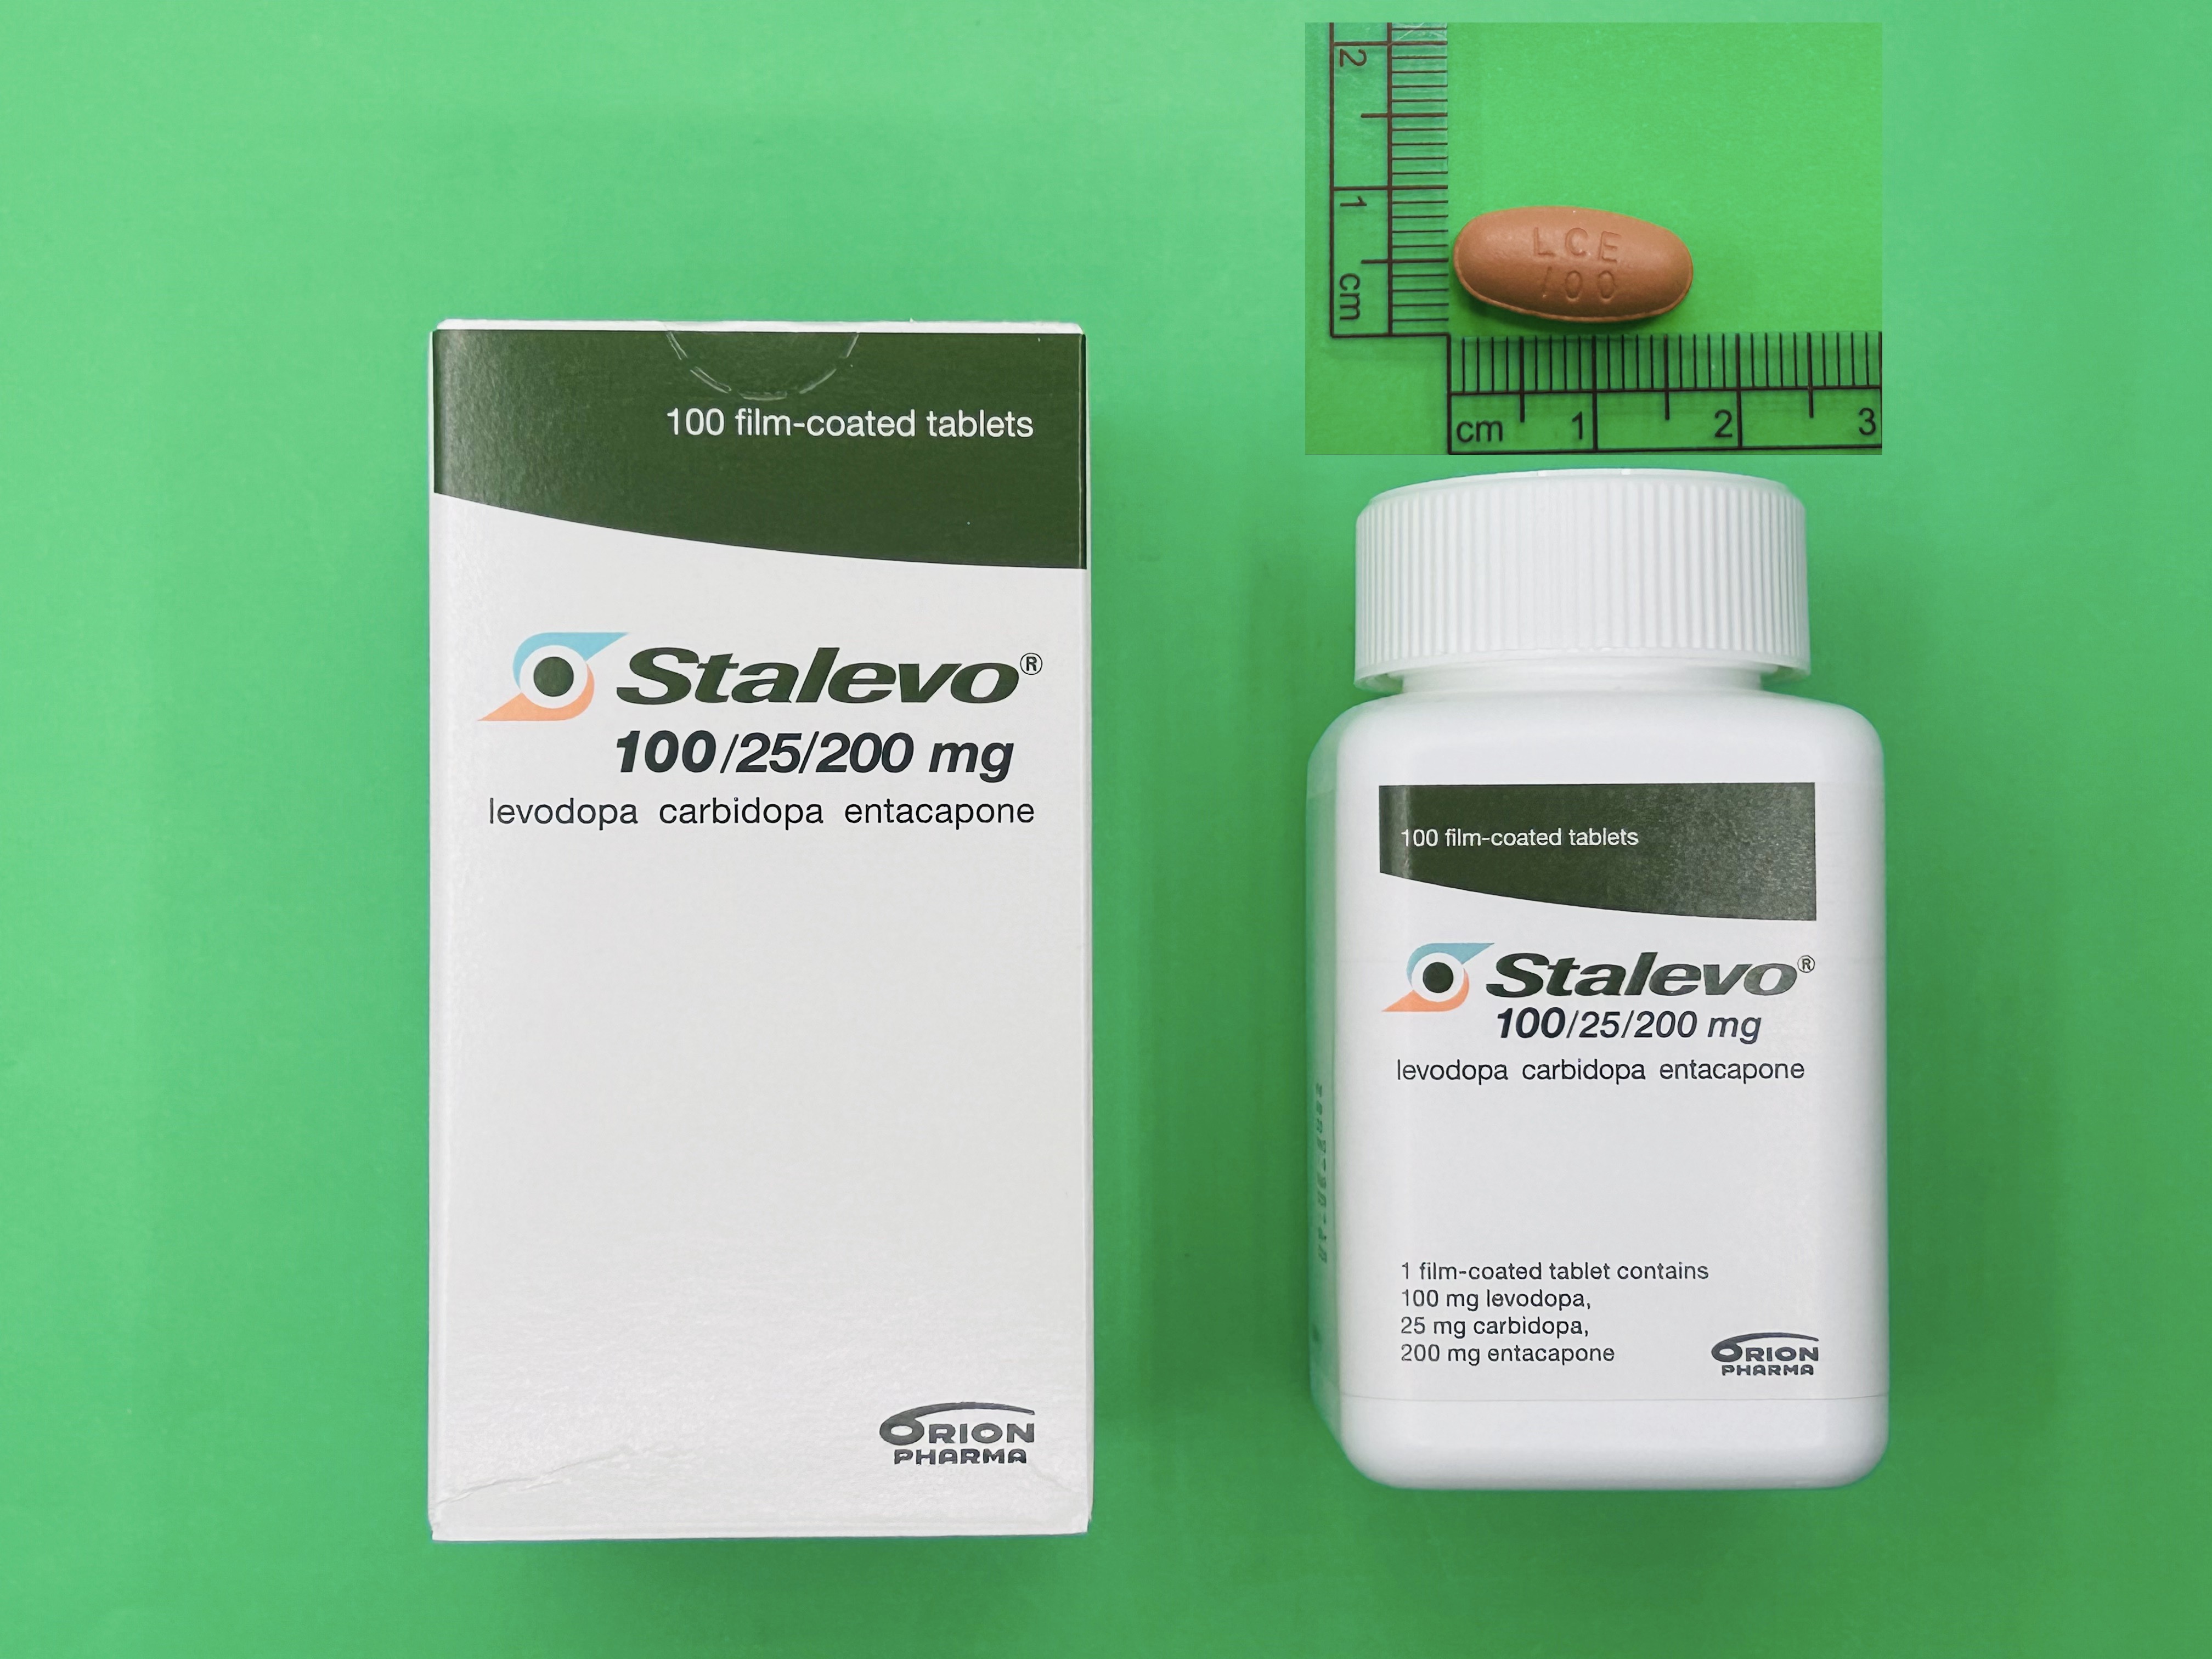 100 film-coated tablets
Stalevo®
100/25/200 mg
levodopa carbidopa entacapone
ORION
PHARMA
2
1
cm
LCE
100
cm 1 2 3
100 film-coated tablets
Stalevo®
100/25/200 mg
levodopa carbidopa entacapone
1 film-coated tablet contains
100 mg levodopa,
25 mg carbidopa,
200 mg entacapone
ORION
PHARMA